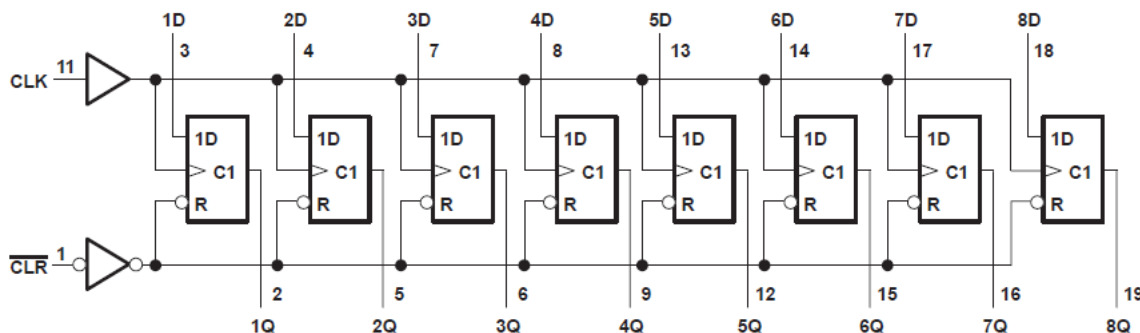 1D 2D 3D 4D 5D 6D 7D 8D
3 4 7 8 13 14 17 18
CLK 11
1D 1D 1D 1D 1D 1D 1D 1D
C1 C1 C1 C1 C1 C1 C1 C1
R R R R R R R R
CLR 1
2 5 6 9 12 15 16 19
1Q 2Q 3Q 4Q 5Q 6Q 7Q 8Q